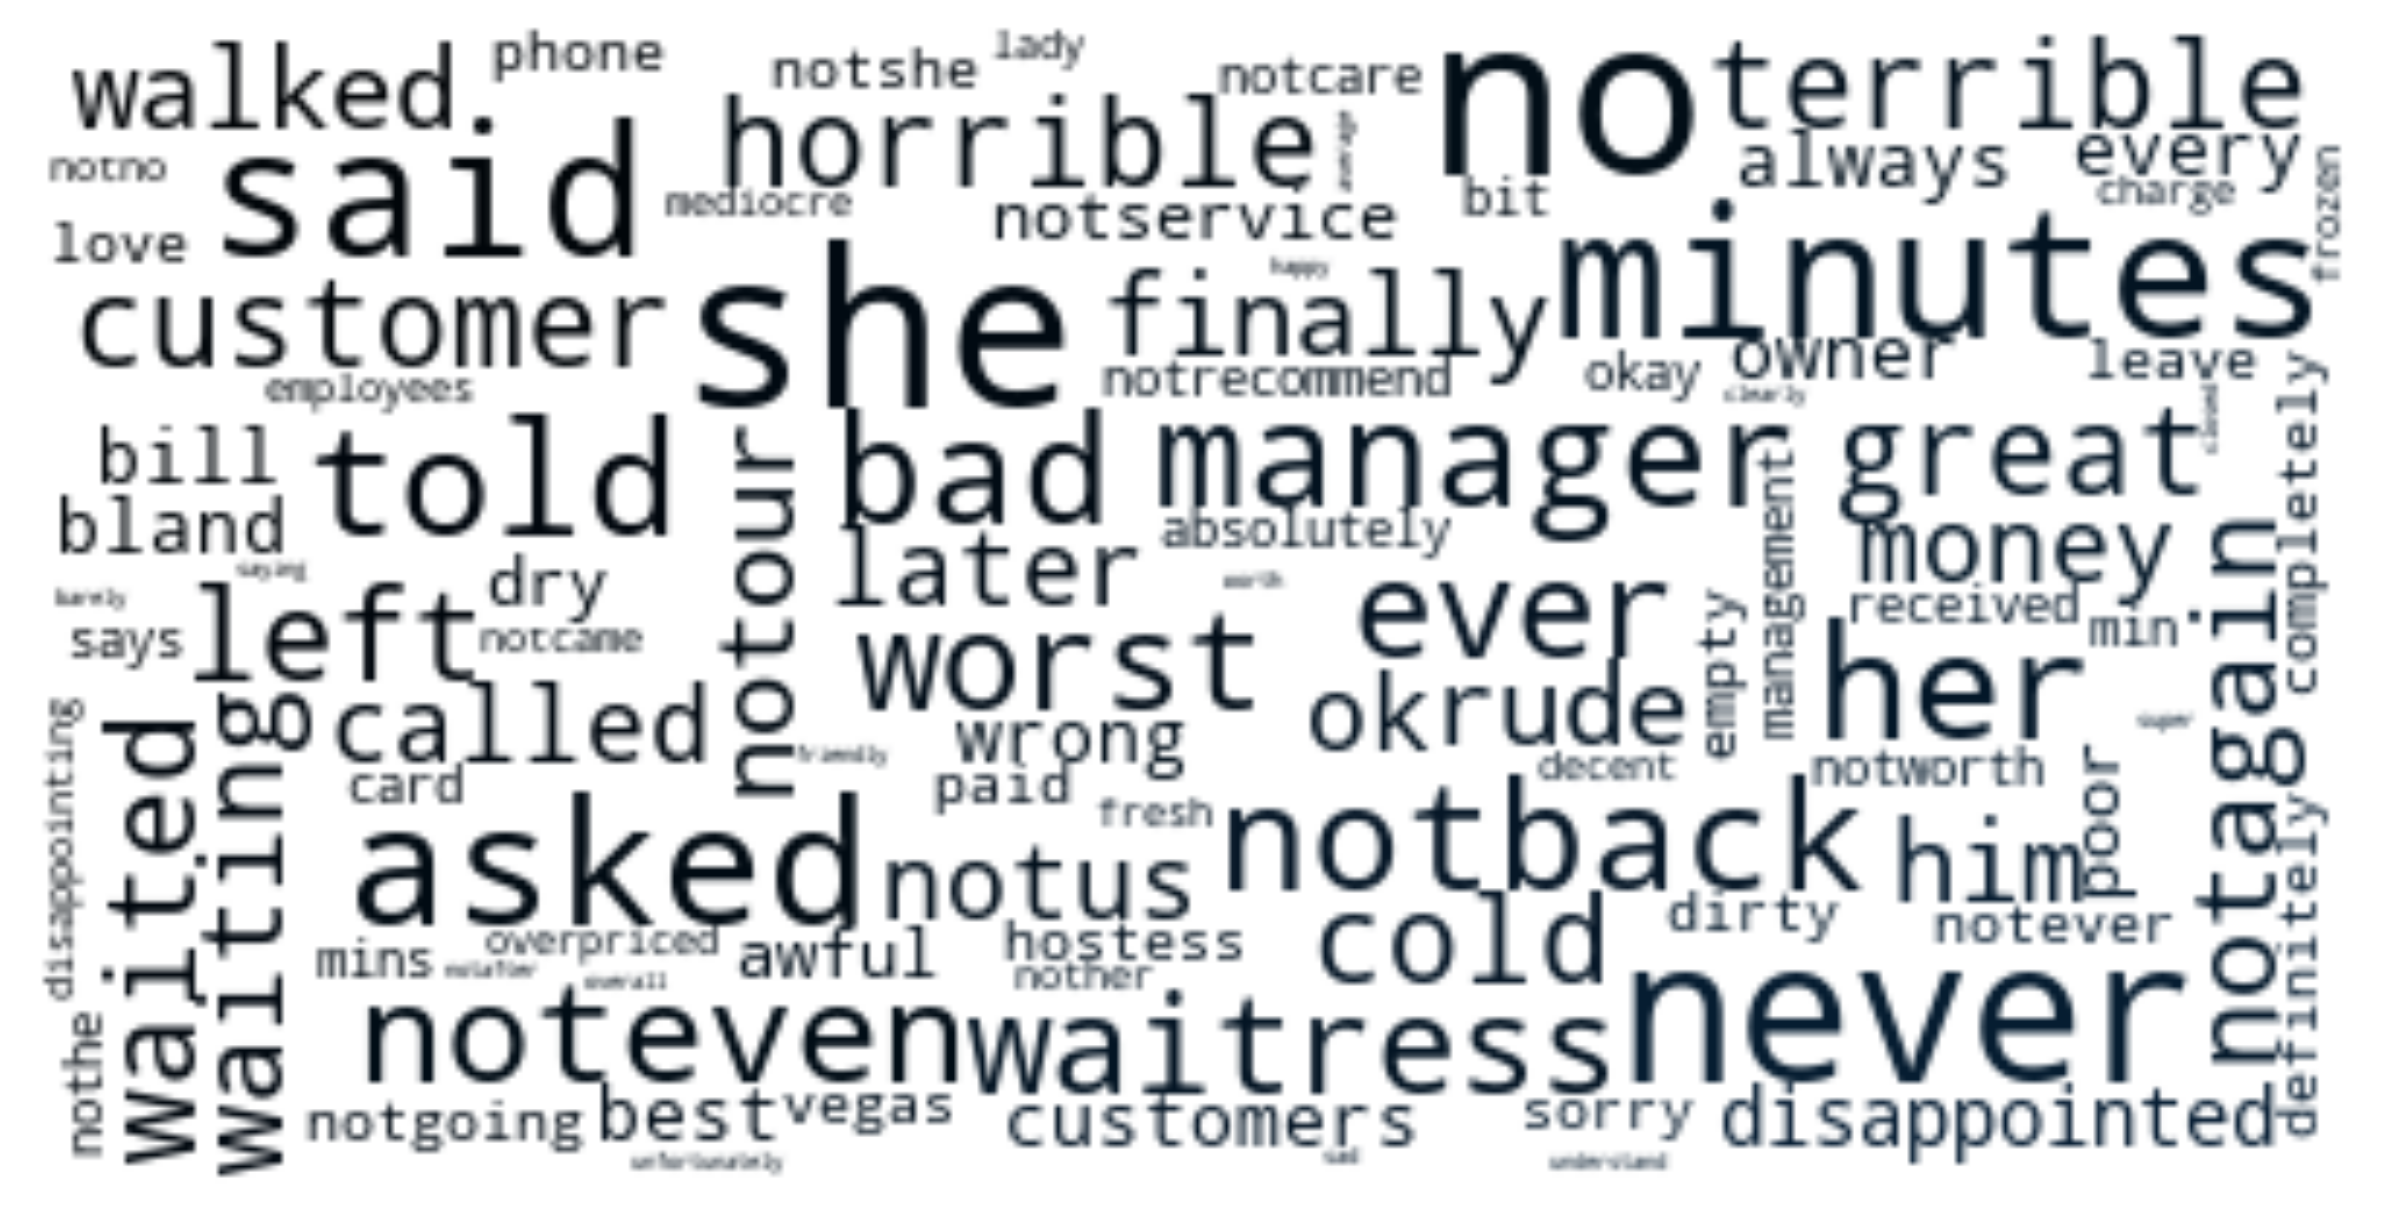 walked phone notshe lady notcare no terrible
notno said horrible average always every
love mediocre notservice bit charge frozen
customer she happy finally minutes
employees notrecommend okay owner leave
clearly
bill told notour bad manager great closed completely
bland absolutely management money
saying dry later worth ever received
barely left
says notcame worst empty her min notagain
disappointing waited waiting called wrong ok rude super
friendly decent notworth poor
card paid fresh
asked notus notback him
mins overpriced awful hostess cold dirty notever definitely
notafter overall nother
nothe noteven waitress never
notgoing best vegas customers sorry disappointed
unfortunately sad understand